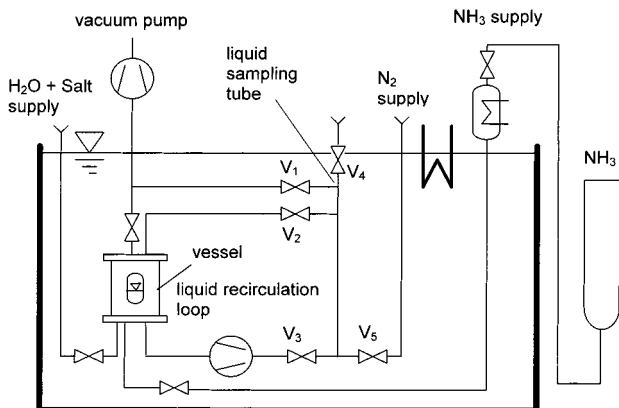 vacuum pump
NH₃ supply
H₂O + Salt
supply
liquid
sampling
tube
N₂
supply
V₁
V₄
NH₃
V₂
vessel
liquid recirculation
loop
V₃
V₅